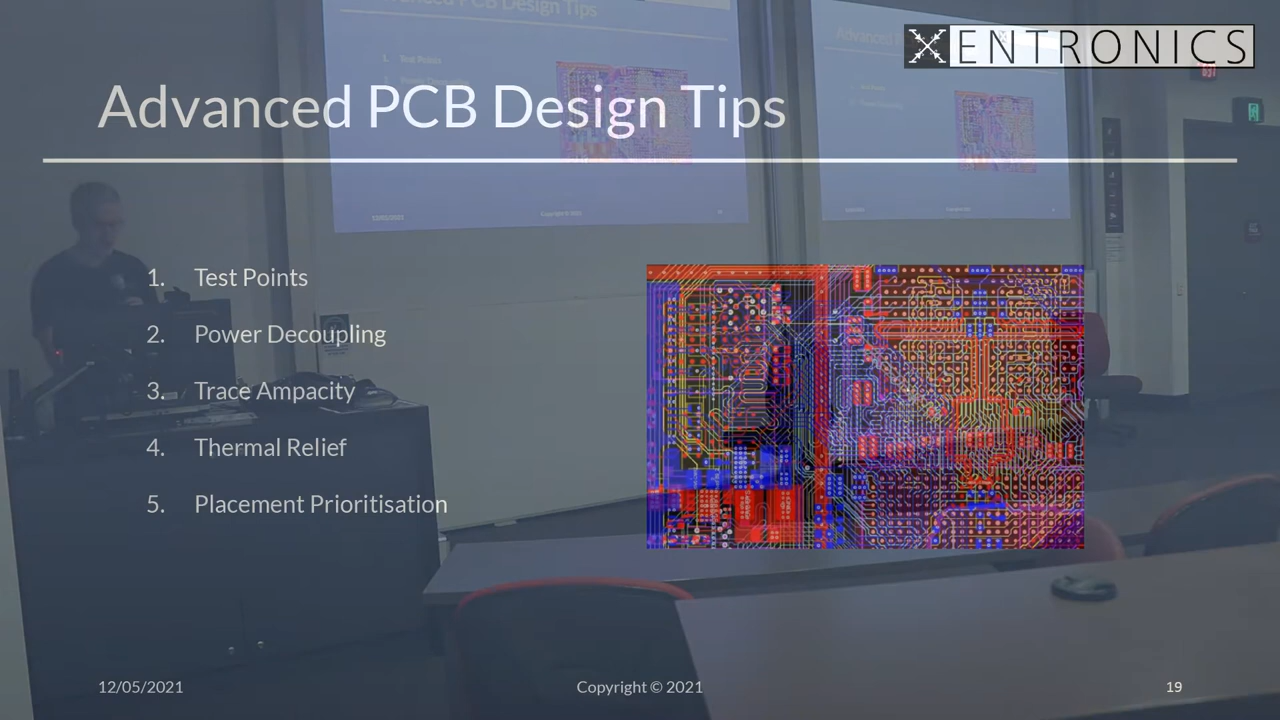 XENTRONICS
Advanced PCB Design Tips
1. Test Points
2. Power Decoupling
3. Trace Ampacity
4. Thermal Relief
5. Placement Prioritisation
12/05/2021
Copyright © 2021
19